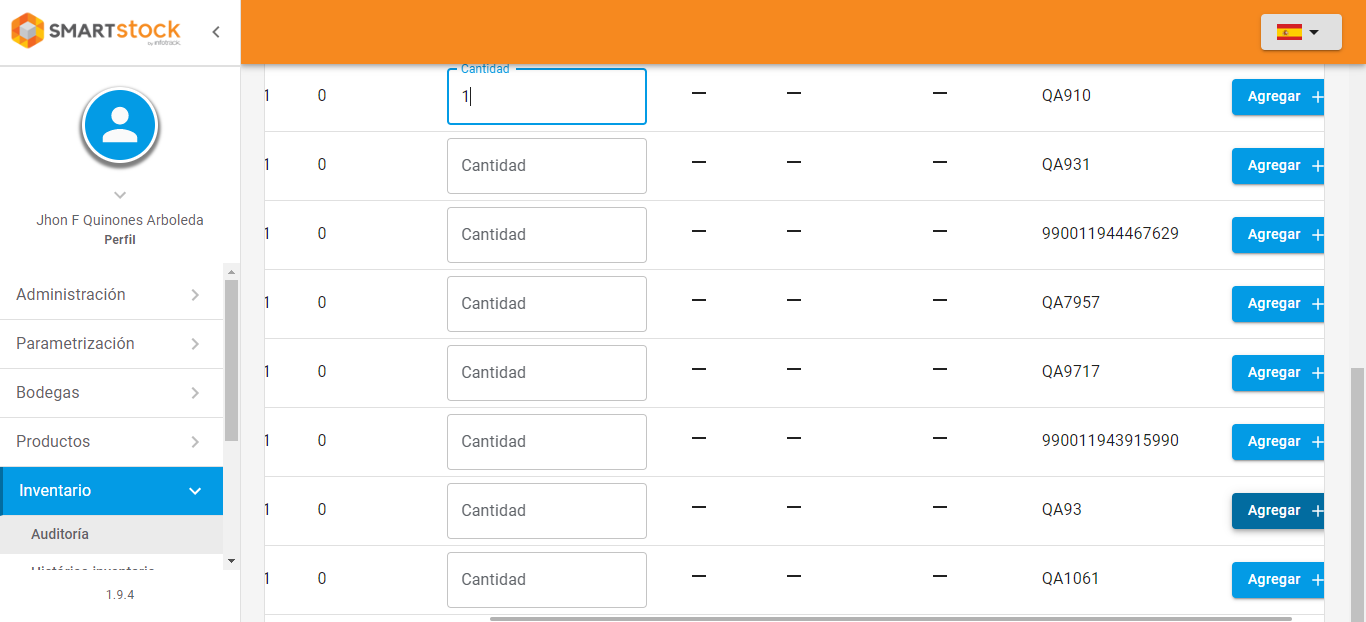 SMARTstock
by infotrack.
Jhon F Quinones Arboleda
Perfil
Administración
Parametrización
Bodegas
Productos
Inventario
Auditoría
Histórico inventario
1.9.4
Cantidad
1 0 1 — — — QA910 Agregar +
1 0 Cantidad — — — QA931 Agregar +
1 0 Cantidad — — — 990011944467629 Agregar +
1 0 Cantidad — — — QA7957 Agregar +
1 0 Cantidad — — — QA9717 Agregar +
1 0 Cantidad — — — 990011943915990 Agregar +
1 0 Cantidad — — — QA93 Agregar +
1 0 Cantidad — — — QA1061 Agregar +